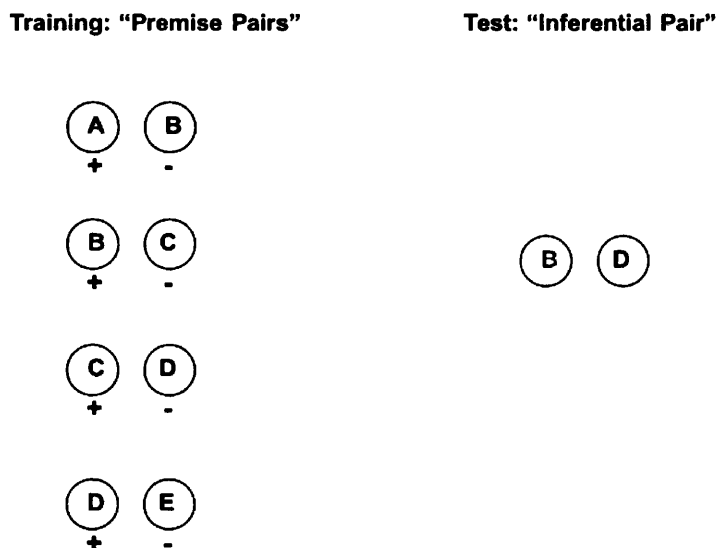 Training: “Premise Pairs” Test: “Inferential Pair”
A B
+ -
B C
+ -
B D
C D
+ -
D E
+ -